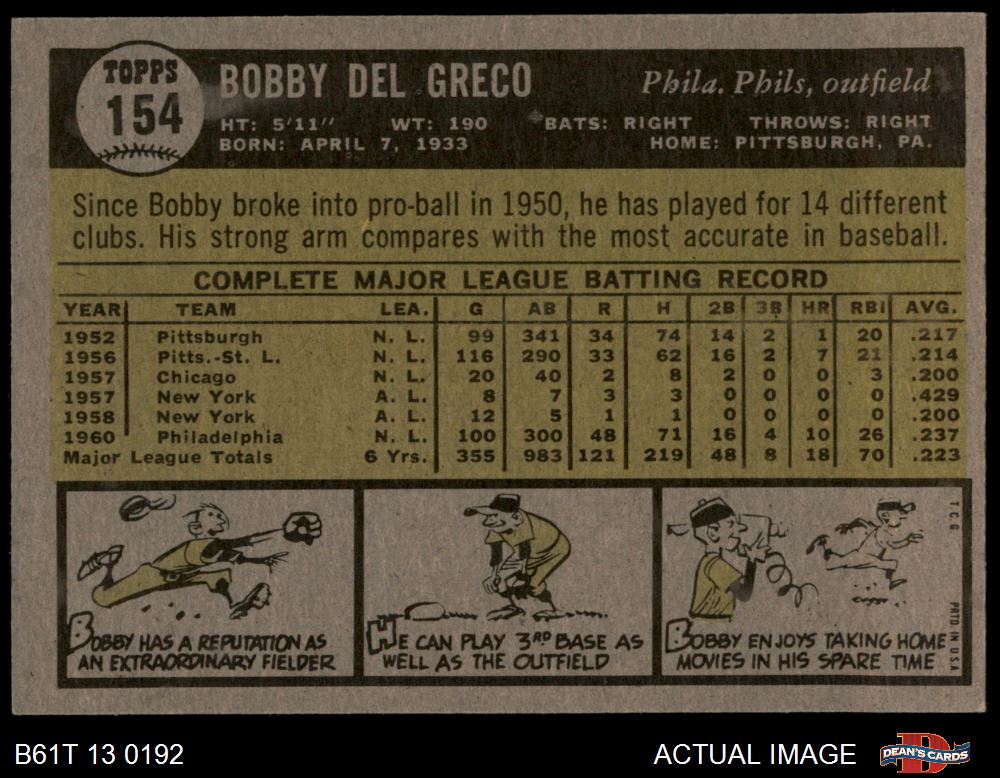 TOPPS
154
BOBBY DEL GRECO
Phila. Phils, outfield
HT: 5'11" WT: 190 BATS: RIGHT THROWS: RIGHT
BORN: APRIL 7, 1933 HOME: PITTSBURGH, PA.
Since Bobby broke into pro-ball in 1950, he has played for 14 different
clubs. His strong arm compares with the most accurate in baseball.
COMPLETE MAJOR LEAGUE BATTING RECORD
YEAR TEAM LEA. G AB R H 2B 3B HR RBI AVG.
1952 Pittsburgh N. L. 99 341 34 74 14 2 1 20 .217
1956 Pitts.-St. L. N. L. 116 290 33 62 16 2 7 21 .214
1957 Chicago N. L. 20 40 2 8 2 0 0 3 .200
1957 New York A. L. 8 7 3 3 0 0 0 0 .429
1958 New York A. L. 12 5 1 1 0 0 0 0 .200
1960 Philadelphia N. L. 100 300 48 71 16 4 10 26 .237
Major League Totals 6 Yrs. 355 983 121 219 48 8 18 70 .223
BOBBY HAS A REPUTATION AS
AN EXTRAORDINARY FIELDER
HE CAN PLAY 3RD BASE AS
WELL AS THE OUTFIELD
BOBBY ENJOYS TAKING HOME
MOVIES IN HIS SPARE TIME
T.C.G.
PRTD. IN U.S.A.
B61T 13 0192
ACTUAL IMAGE
DEAN'S CARDS